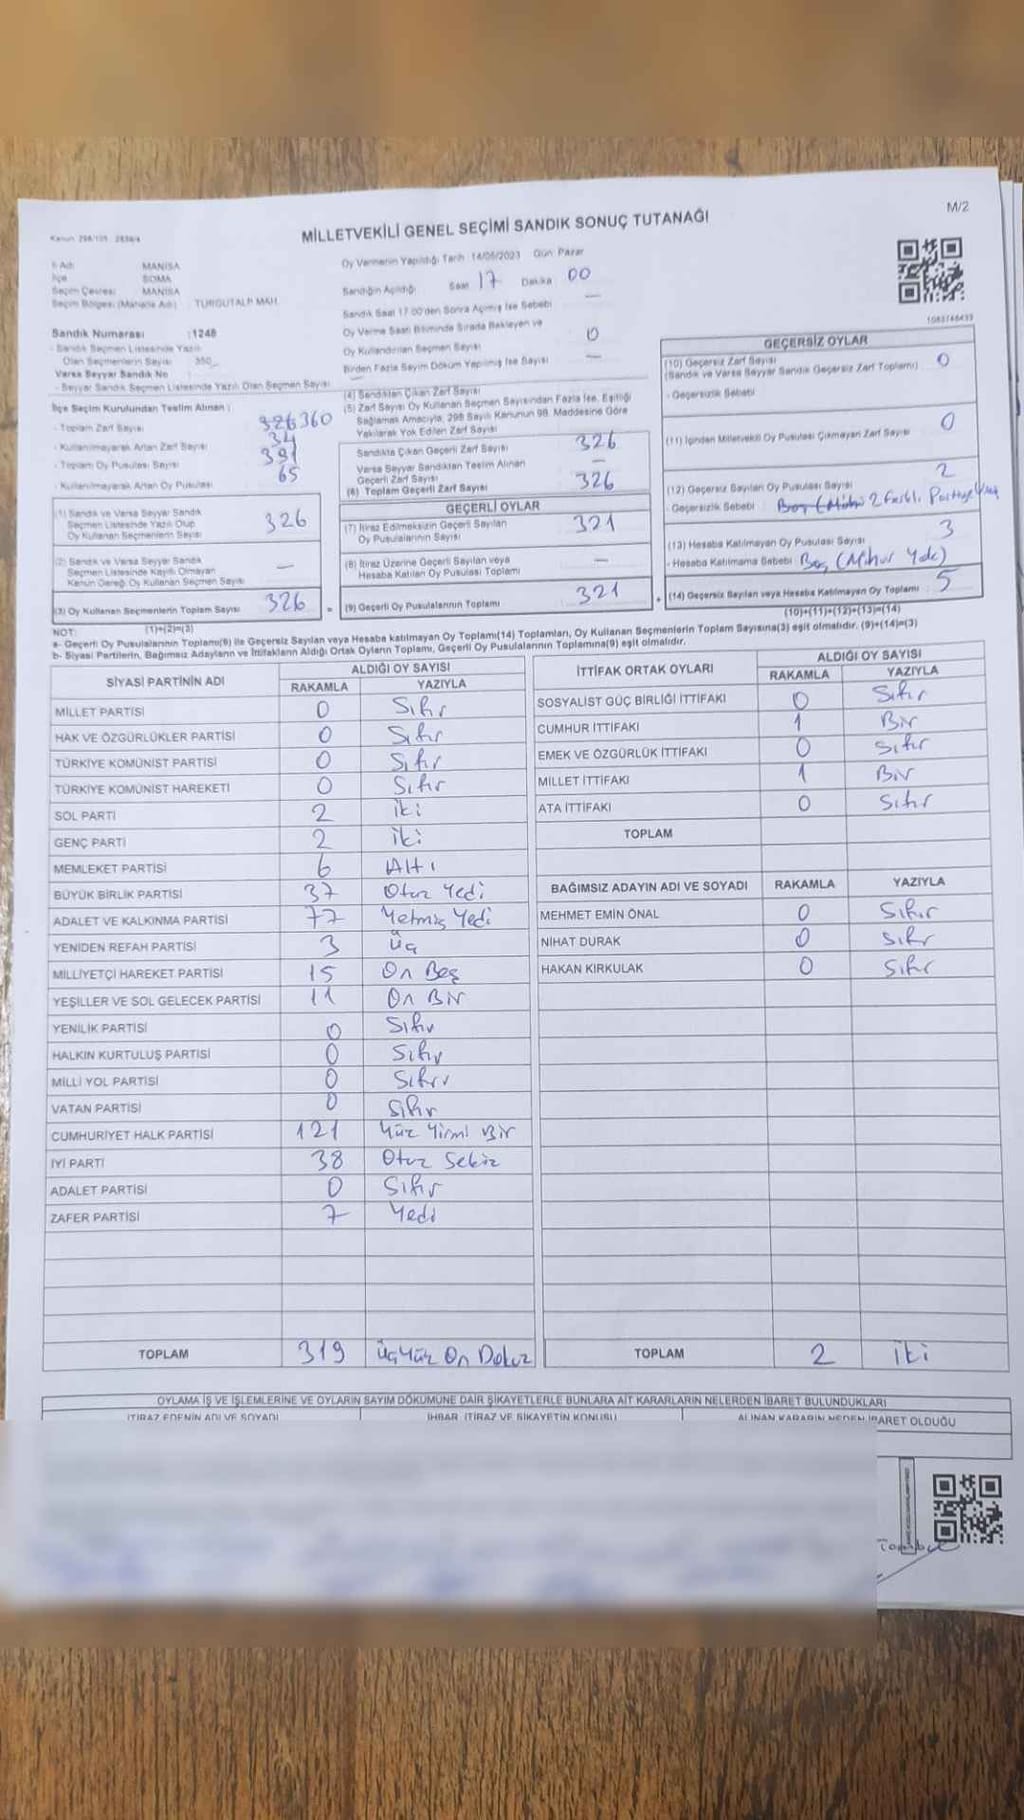 M/2
MİLLETVEKİLİ GENEL SEÇİMİ SANDIK SONUÇ TUTANAĞI
İl Adı MANİSA
İlçe SOMA
Seçim Çevresi MANİSA
Seçim Bölgesi (Mahalle Adı) : TURGUTALP MAH.
Sandık Numarası :1248
- Sandık Seçmen Listesinde Yazılı
Olan Seçmenlerin Sayısı 350
Varsa Seyyar Sandık No
- Seyyar Sandık Seçmen Listesinde Yazılı Olan Seçmen Sayısı
Oy Vermenin Yapıldığı Tarih 14/05/2023 Gün Pazar
Sandığın Açıldığı Saat 17 Dakika 00
Sandık Saat 17.00'den Sonra Açılmış İse Sebebi —
Oy Verme Saati Bitiminde Sırada Bekleyen ve
Oy Kullandırılan Seçmen Sayısı 0
Birden Fazla Sayım Döküm Yapılmış İse Sayısı —
İlçe Seçim Kurulundan Teslim Alınan :
- Toplam Zarf Sayısı 326 360
- Kullanılmayarak Artan Zarf Sayısı 34
- Toplam Oy Pusulası Sayısı 391
- Kullanılmayarak Artan Oy Pusulası 65
(1) Sandık ve Varsa Seyyar Sandık
Seçmen Listesinde Yazılı Olup
Oy Kullanan Seçmenlerin Sayısı 326
(2) Sandık ve Varsa Seyyar Sandık
Seçmen Listesinde Kayıtlı Olmayan
Kanun Gereği Oy Kullanan Seçmen Sayısı —
(3) Oy Kullanan Seçmenlerin Toplam Sayısı 326
(1)+(2)=(3)
(4) Sandıktan Çıkan Zarf Sayısı
(5) Zarf Sayısı Oy Kullanan Seçmen Sayısından Fazla İse, Eşitliği
Sağlamak Amacıyla, 298 Sayılı Kanunun 98. Maddesine Göre
Yakılarak Yok Edilen Zarf Sayısı
Sandıkta Çıkan Geçerli Zarf Sayısı 326
Varsa Seyyar Sandıktan Teslim Alınan
Geçerli Zarf Sayısı —
(6) Toplam Geçerli Zarf Sayısı 326
GEÇERLİ OYLAR
(7) İtiraz Edilmeksizin Geçerli Sayılan
Oy Pusulalarının Sayısı 321
(8) İtiraz Üzerine Geçerli Sayılan veya
Hesaba Katılan Oy Pusulası Toplamı —
= (9) Geçerli Oy Pusulalarının Toplamı 321
GEÇERSİZ OYLAR
(10) Geçersiz Zarf Sayısı 0
(Sandık ve Varsa Seyyar Sandık Geçersiz Zarf Toplamı)
- Geçersizlik Sebebi
(11) İçinden Milletvekili Oy Pusulası Çıkmayan Zarf Sayısı 0
(12) Geçersiz Sayılan Oy Pusulası Sayısı 2
- Geçersizlik Sebebi 2 Farklı
(13) Hesaba Katılmayan Oy Pusulası Sayısı 3
- Hesaba Katılmama Sebebi Boş (Mühür Yok)
+ (14) Geçersiz Sayılan veya Hesaba Katılmayan Oy Toplamı 5
(10)+(11)+(12)+(13)=(14)
NOT:
a- Geçerli Oy Pusulalarının Toplamı(9) ile Geçersiz Sayılan veya Hesaba katılmayan Oy Toplamı(14) Toplamları, Oy Kullanan Seçmenlerin Toplam Sayısına(3) eşit olmalıdır. (9)+(14)=(3)
b- Siyasi Partilerin, Bağımsız Adayların ve İttifakların Aldığı Ortak Oyların Toplamı, Geçerli Oy Pusulalarının Toplamına(9) eşit olmalıdır.
SİYASİ PARTİNİN ADI ALDIĞI OY SAYISI
RAKAMLA YAZIYLA
MİLLET PARTİSİ 0 Sıfır
HAK VE ÖZGÜRLÜKLER PARTİSİ 0 Sıfır
TÜRKİYE KOMÜNİST PARTİSİ 0 Sıfır
TÜRKİYE KOMÜNİST HAREKETİ 0 Sıfır
SOL PARTİ 2 iki
GENÇ PARTİ 2 iki
MEMLEKET PARTİSİ 6 Altı
BÜYÜK BİRLİK PARTİSİ 37 Otuz Yedi
ADALET VE KALKINMA PARTİSİ 77 Yetmiş Yedi
YENİDEN REFAH PARTİSİ 3 Üç
MİLLİYETÇİ HAREKET PARTİSİ 15 On Beş
YEŞİLLER VE SOL GELECEK PARTİSİ 11 On Bir
YENİLİK PARTİSİ 0 Sıfır
HALKIN KURTULUŞ PARTİSİ 0 Sıfır
MİLLİ YOL PARTİSİ 0 Sıfır
VATAN PARTİSİ 0 Sıfır
CUMHURİYET HALK PARTİSİ 121 Yüz Yirmi Bir
İYİ PARTİ 38 Otuz Sekiz
ADALET PARTİSİ 0 Sıfır
ZAFER PARTİSİ 7 Yedi
TOPLAM 319 Üçyüz On Dokuz
İTTİFAK ORTAK OYLARI ALDIĞI OY SAYISI
RAKAMLA YAZIYLA
SOSYALİST GÜÇ BİRLİĞİ İTTİFAKI 0 Sıfır
CUMHUR İTTİFAKI 1 Bir
EMEK VE ÖZGÜRLÜK İTTİFAKI 0 Sıfır
MİLLET İTTİFAKI 1 Bir
ATA İTTİFAKI 0 Sıfır
TOPLAM
BAĞIMSIZ ADAYIN ADI VE SOYADI RAKAMLA YAZIYLA
MEHMET EMİN ÖNAL 0 Sıfır
NİHAT DURAK 0 Sıfır
HAKAN KIRKULAK 0 Sıfır
TOPLAM 2 İki
OYLAMA İŞ VE İŞLEMLERİNE VE OYLARIN SAYIM DÖKÜMÜNE DAİR ŞİKAYETLERLE BUNLARA AİT KARARLARIN NELERDEN İBARET BULUNDUKLARI
İTİRAZ EDENİN ADI VE SOYADI İHBAR, İTİRAZ VE ŞİKAYETİN KONUSU ALINAN KARARIN NEDEN İBARET OLDUĞU